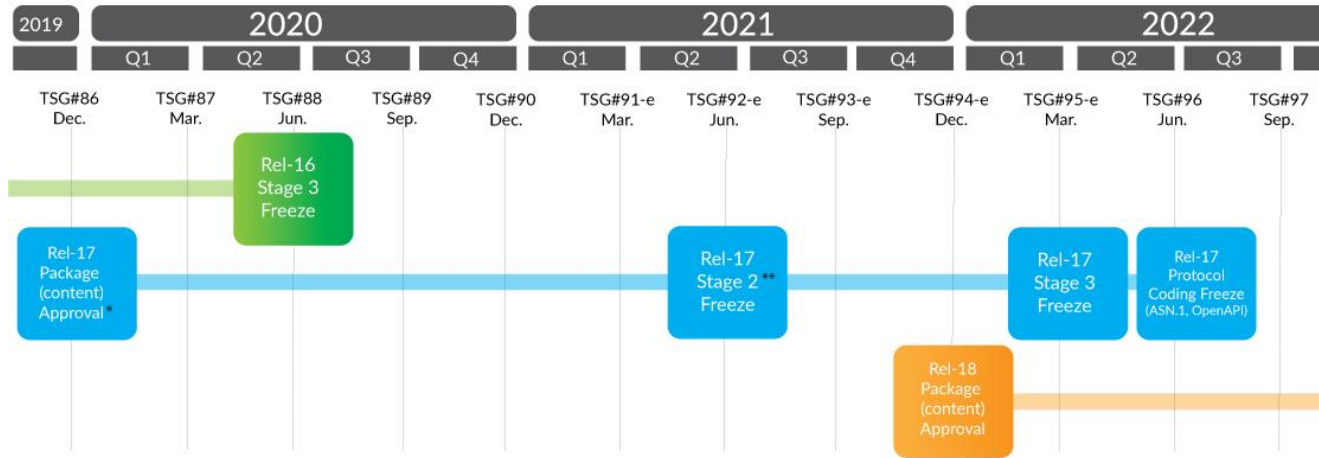 2019 2020 2021 2022
Q1 Q2 Q3 Q4 Q1 Q2 Q3 Q4 Q1 Q2 Q3
TSG#86 TSG#87 TSG#88 TSG#89 TSG#90 TSG#91-e TSG#92-e TSG#93-e TSG#94-e TSG#95-e TSG#96 TSG#97
Dec. Mar. Jun. Sep. Dec. Mar. Jun. Sep. Dec. Mar. Jun. Sep.
Rel-16
Stage 3
Freeze
Rel-17
Package
(content)
Approval*
Rel-17
Stage 2**
Freeze
Rel-17
Stage 3
Freeze
Rel-17
Protocol
Coding Freeze
(ASN.1, OpenAPI)
Rel-18
Package
(content)
Approval